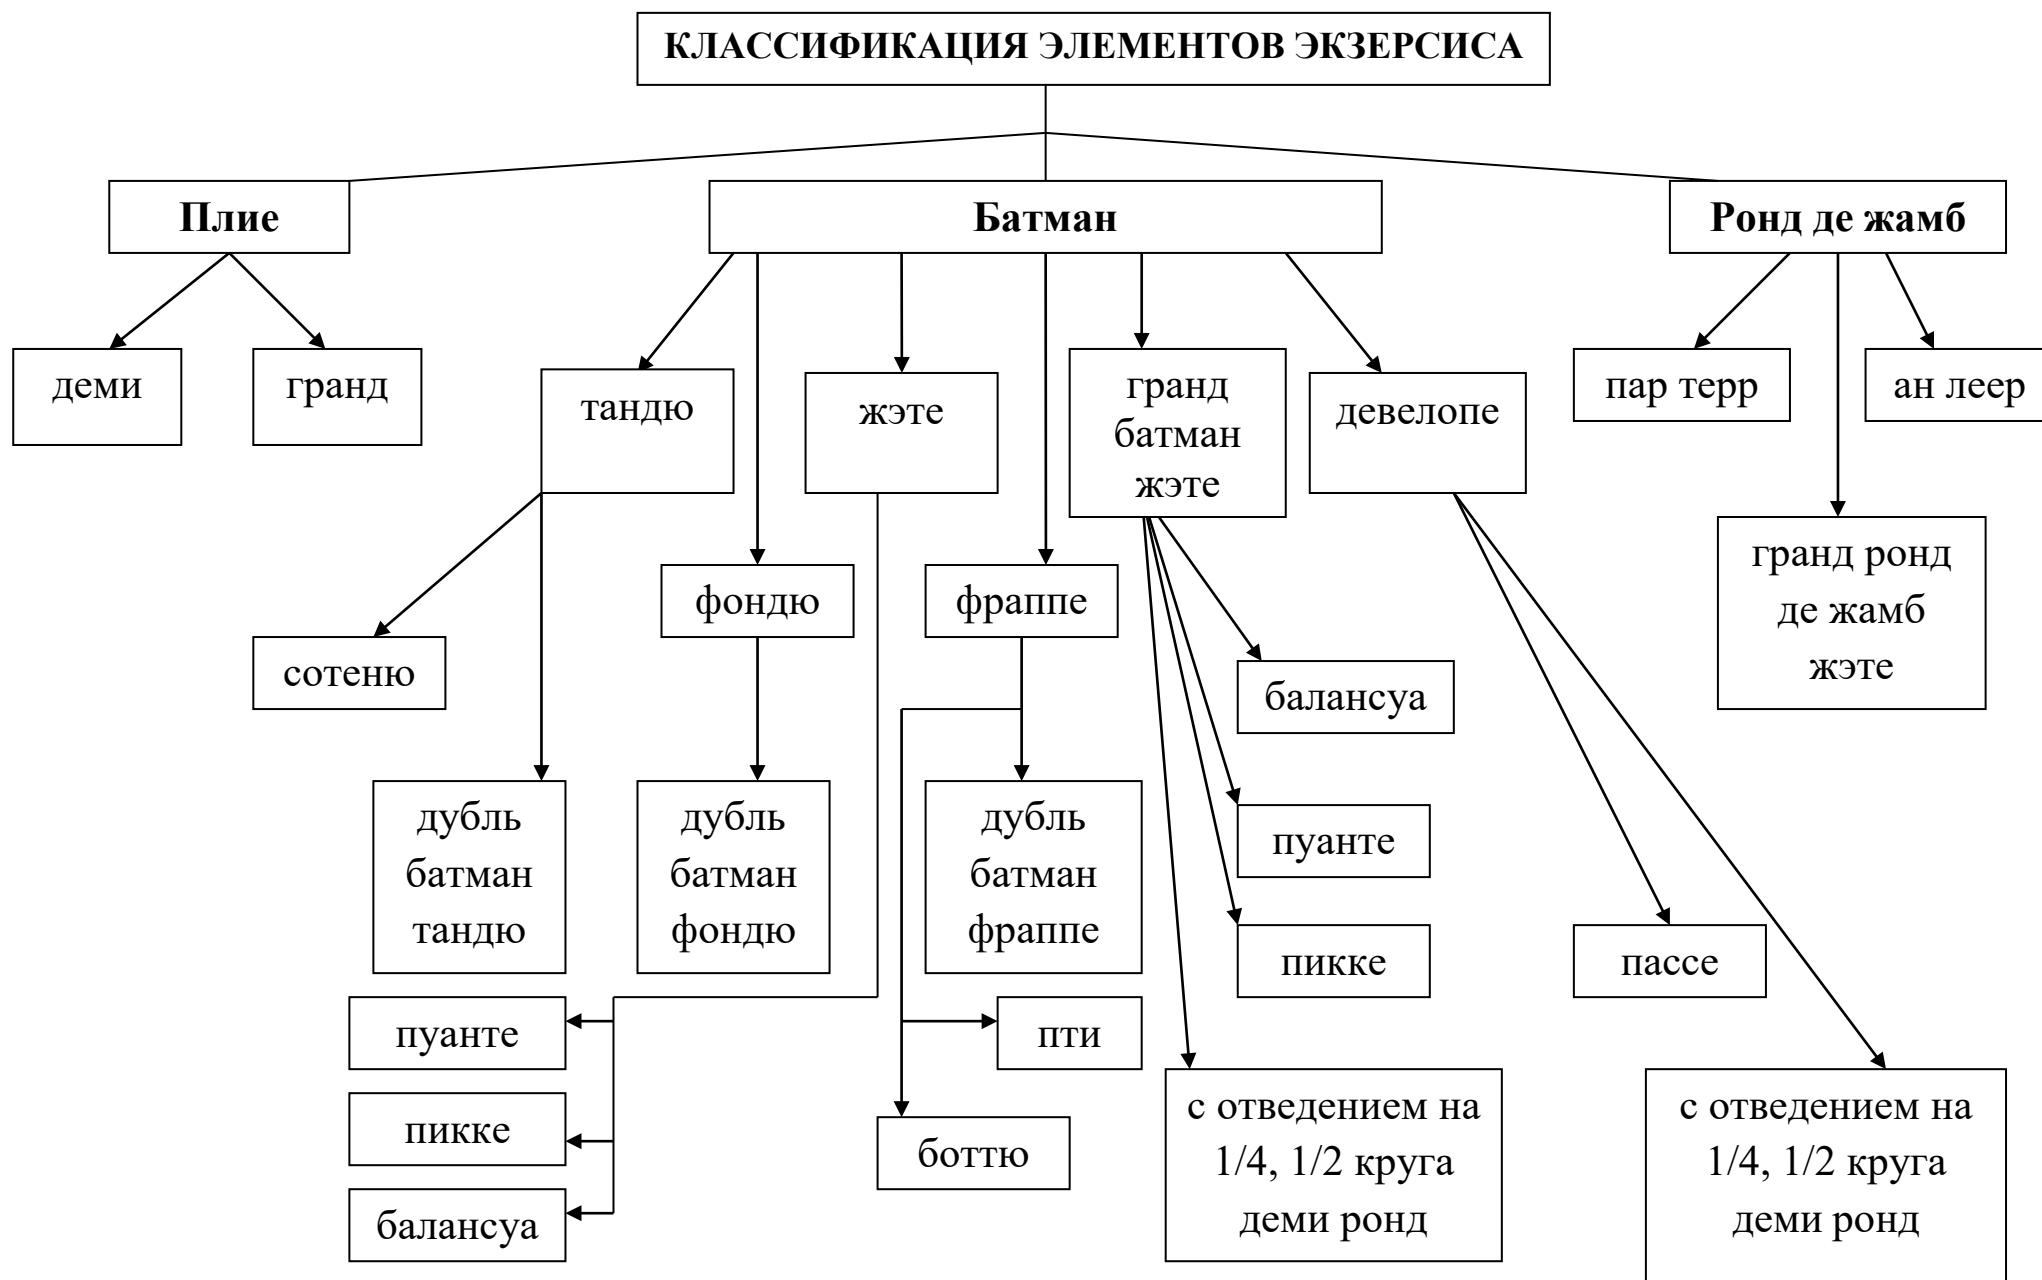 КЛАССИФИКАЦИЯ ЭЛЕМЕНТОВ ЭКЗЕРСИСА
Плие
Батман
Ронд де жамб
деми
гранд
тандю
жэте
гранд
батман
жэте
девелопе
пар терр
ан леер
гранд ронд
де жамб
жэте
фондю
фраппе
сотеню
балансуа
дубль
батман
тандю
дубль
батман
фондю
дубль
батман
фраппе
пуанте
пикке
пассе
пуанте
пти
пикке
боттю
балансуа
с отведением на
1/4, 1/2 круга
деми ронд
с отведением на
1/4, 1/2 круга
деми ронд